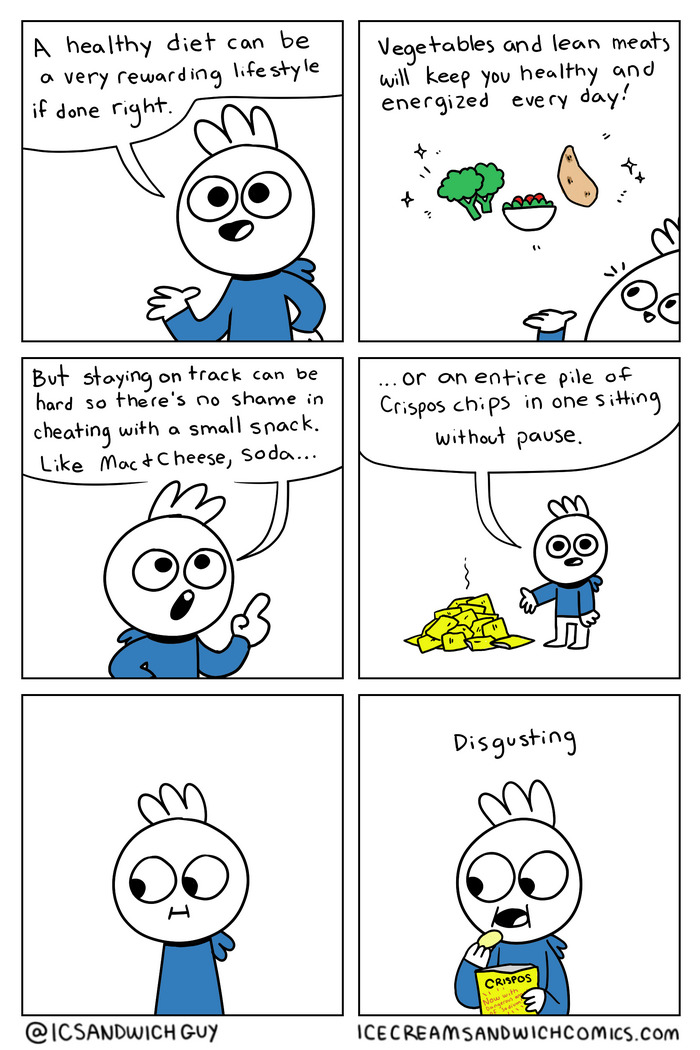 A healthy diet can be
a very rewarding lifestyle
if done right.
Vegetables and lean meats
will keep you healthy and
energized every day!
But staying on track can be
hard so there's no shame in
cheating with a small snack.
Like Mac & Cheese, Soda...
...or an entire pile of
Crispos chips in one sitting
without pause.
Disgusting
CRISPOS
Now with
Dangerous
@ICSANDWICHGUY
ICECREAMSANDWICHCOMICS.COM